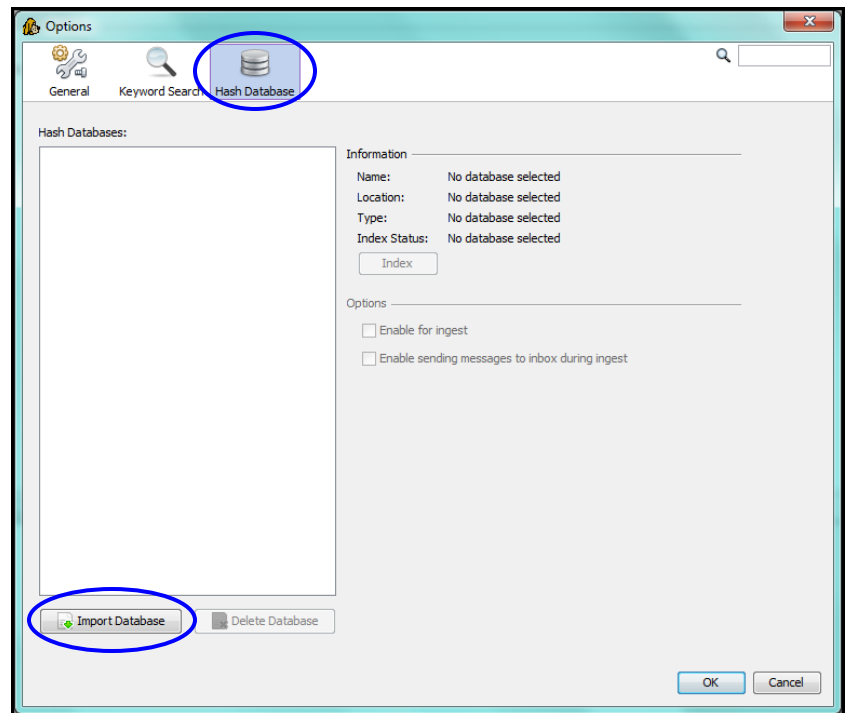 Options
General Keyword Search Hash Database
Hash Databases:
Information
Name: No database selected
Location: No database selected
Type: No database selected
Index Status: No database selected
Index
Options
Enable for ingest
Enable sending messages to inbox during ingest
Import Database Delete Database
OK Cancel